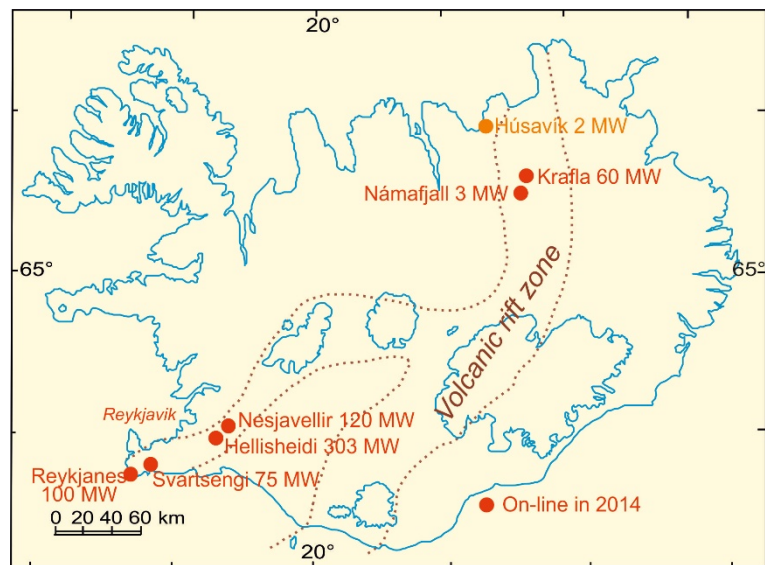 20°
Húsavík 2 MW
Krafla 60 MW
Námafjall 3 MW
65°
65°
Volcanic rift zone
Reykjavik
Nesjavellir 120 MW
Hellisheidi 303 MW
Reykjanes
100 MW
Svartsengi 75 MW
On-line in 2014
0 20 40 60 km
20°